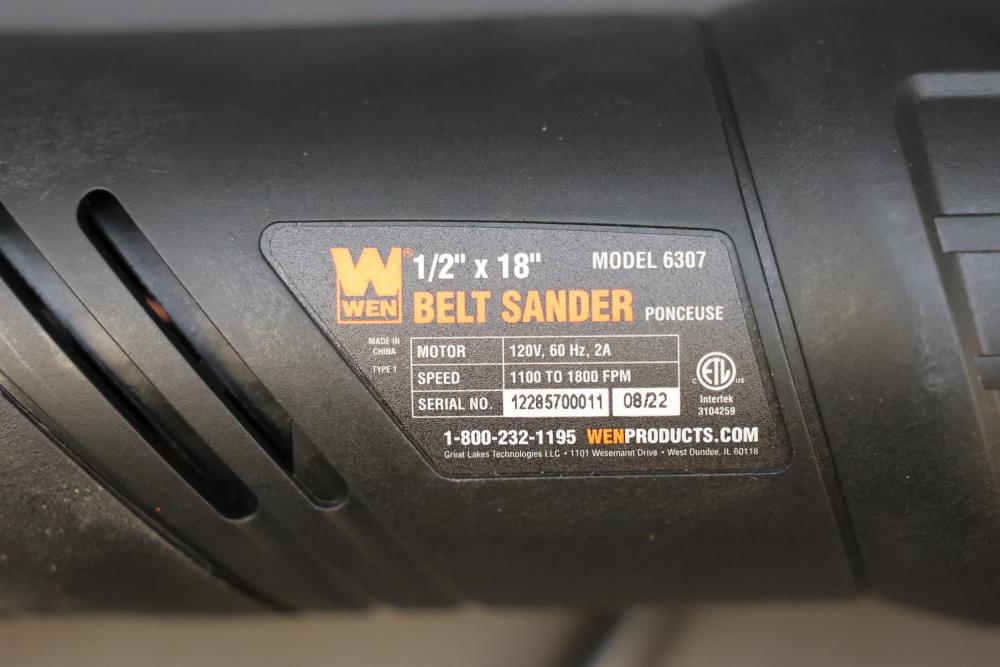 W®
WEN
1/2" x 18"
MODEL 6307
BELT SANDER PONCEUSE
MADE IN
CHINA
TYPE 1
MOTOR 120V, 60 Hz, 2A
SPEED 1100 TO 1800 FPM
SERIAL NO. 12285700011 08/22
C ETL US
Intertek
3104259
1-800-232-1195 WENPRODUCTS.COM
Great Lakes Technologies LLC • 1101 Wesemann Drive • West Dundee, IL 60118